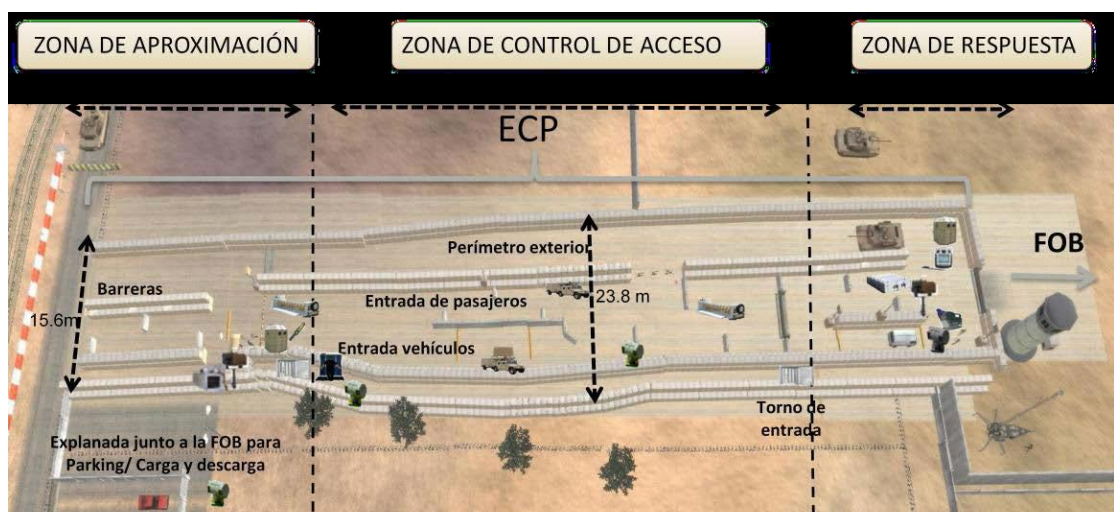 ZONA DE APROXIMACIÓN
ZONA DE CONTROL DE ACCESO
ZONA DE RESPUESTA
ECP
Perímetro exterior
FOB
Barreras
Entrada de pasajeros
23.8 m
15.6m
Entrada vehículos
Torno de
entrada
Explanada junto a la FOB para
Parking/ Carga y descarga